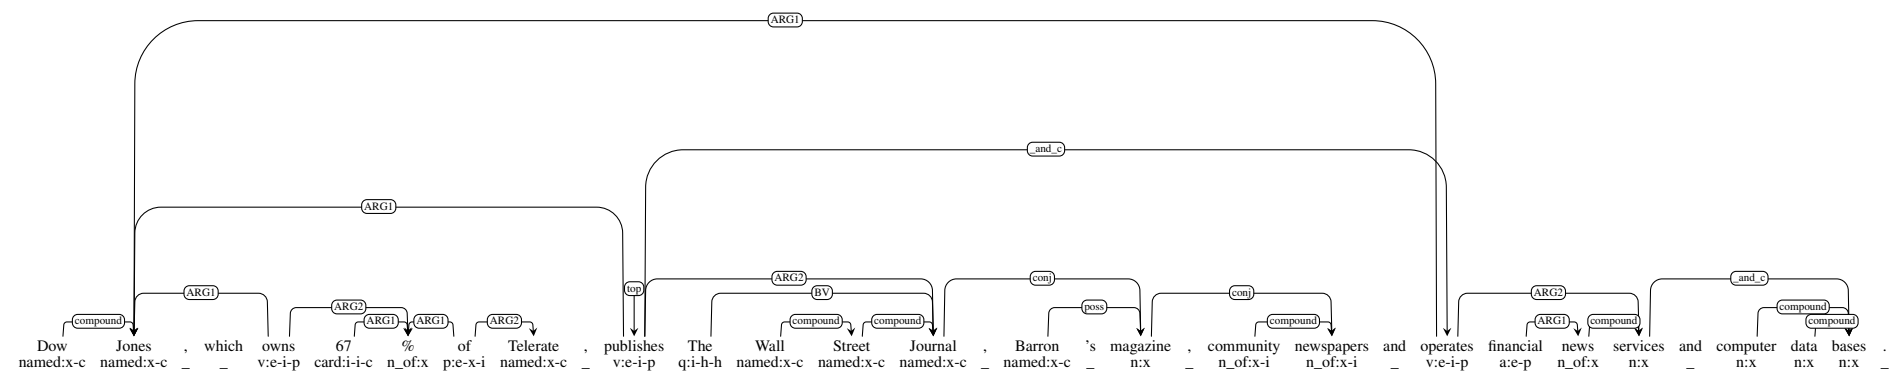 ARG1
_and_c
ARG1
ARG2 conj _and_c
top
ARG1 BV conj ARG2
ARG2 poss compound
compound ARG1 ARG1 ARG2 compound compound compound ARG1 compound compound
Dow Jones , which owns 67 % of Telerate , publishes The Wall Street Journal , Barron 's magazine , community newspapers and operates financial news services and computer data bases .
named:x-c named:x-c _ _ v:e-i-p card:i-i-c n_of:x p:e-x-i named:x-c _ v:e-i-p q:i-h-h named:x-c named:x-c named:x-c _ named:x-c _ n:x _ n_of:x-i n_of:x-i _ v:e-i-p a:e-p n_of:x n:x _ n:x n:x n:x _